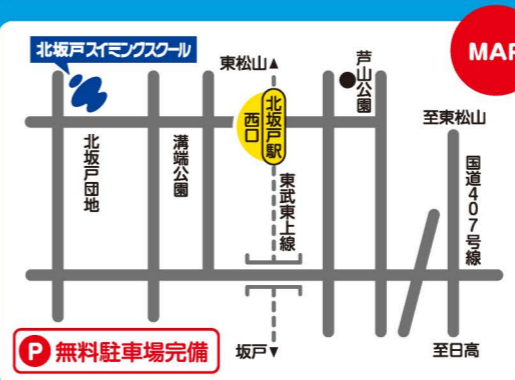 北坂戸スイミングスクール
MAP
東松山▲
芦山公園
至東松山
北坂戸駅
西口
北坂戸団地
溝端公園
東武東上線
国道407号線
P 無料駐車場完備
坂戸▼
至日高